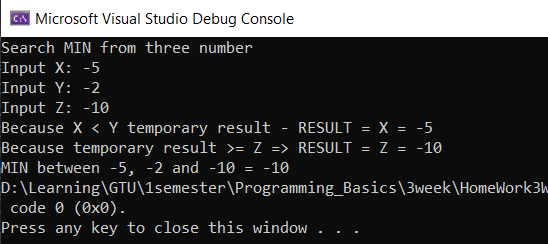 Microsoft Visual Studio Debug Console
Search MIN from three number
Input X: -5
Input Y: -2
Input Z: -10
Because X < Y temporary result - RESULT = X = -5
Because temporary result >= Z => RESULT = Z = -10
MIN between -5, -2 and -10 = -10
D:\Learning\GTU\1semester\Programming_Basics\3week\HomeWork3W
code 0 (0x0).
Press any key to close this window . . .